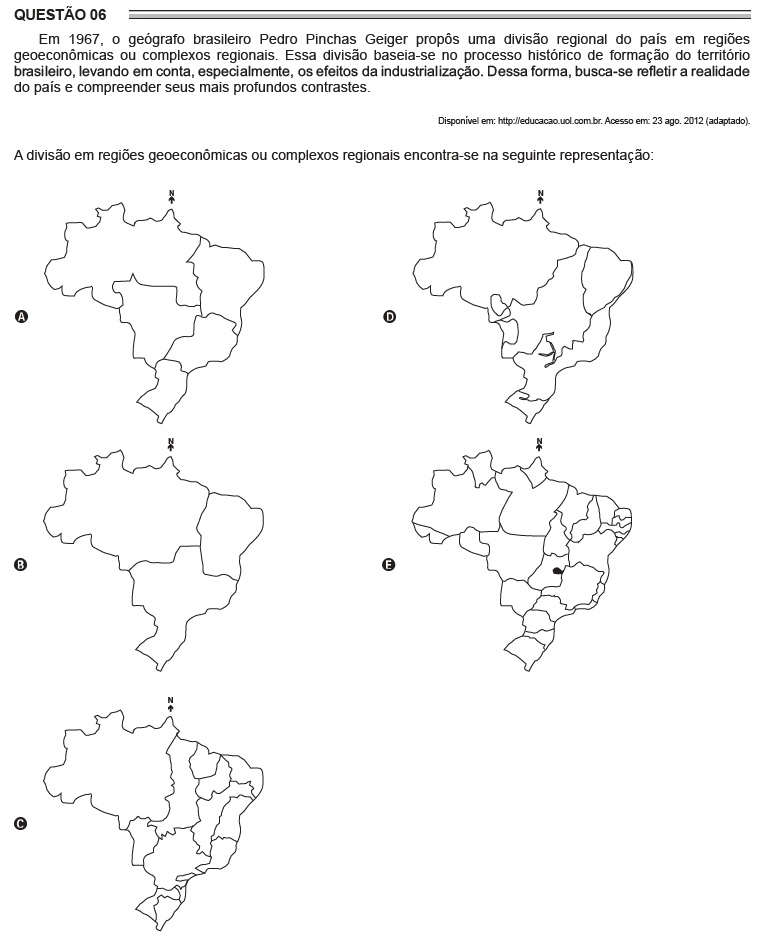 QUESTÃO 06
Em 1967, o geógrafo brasileiro Pedro Pinchas Geiger propôs uma divisão regional do país em regiões
geoeconômicas ou complexos regionais. Essa divisão baseia-se no processo histórico de formação do território
brasileiro, levando em conta, especialmente, os efeitos da industrialização. Dessa forma, busca-se refletir a realidade
do país e compreender seus mais profundos contrastes.
Disponível em: http://educacao.uol.com.br. Acesso em: 23 ago. 2012 (adaptado).
A divisão em regiões geoeconômicas ou complexos regionais encontra-se na seguinte representação:
N
A
N
D
N
B
N
E
N
C